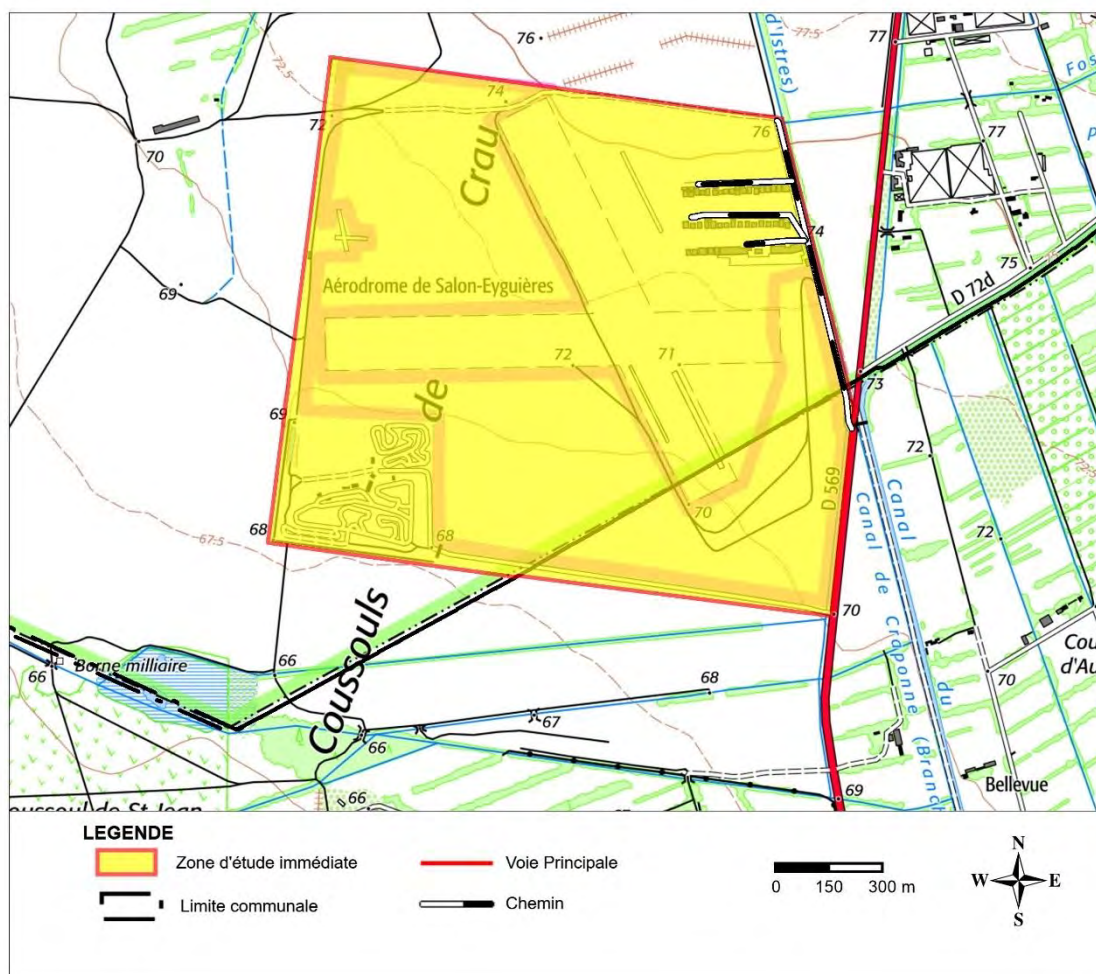 76
77.5
77
d'Istres)
72.5
Fos
74
72
76
77
P
70
Crau
74
75
D 72d
69
Aérodrome de Salon-Eyguières
72
71
73
de
69
72
72.5
D 569
Canal
Canal de Craponne (Branch
du
70
68
68
67.5
72
70
Coussouls
Borne milliaire
66
66
68
67
66
Cou
d'Au
70
66
Bellevue
69
oussoul de St-Jean
LEGENDE
Zone d'étude immédiate
Voie Principale
0 150 300 m
N
W E
S
Limite communale
Chemin